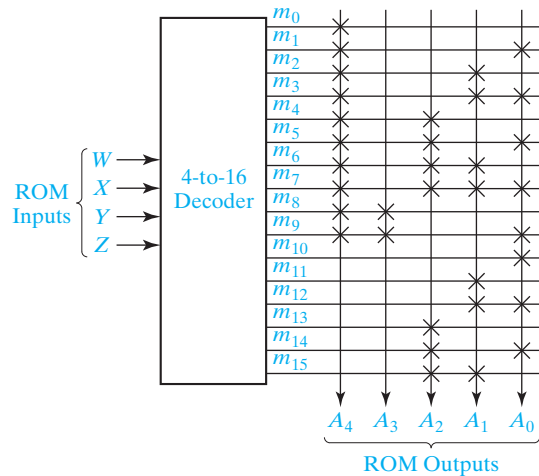 m₀
m₁
m₂
m₃
m₄
m₅
m₆
m₇
m₈
m₉
m₁₀
m₁₁
m₁₂
m₁₃
m₁₄
m₁₅
ROM
Inputs
W
X
Y
Z
4-to-16
Decoder
A₄ A₃ A₂ A₁ A₀
ROM Outputs